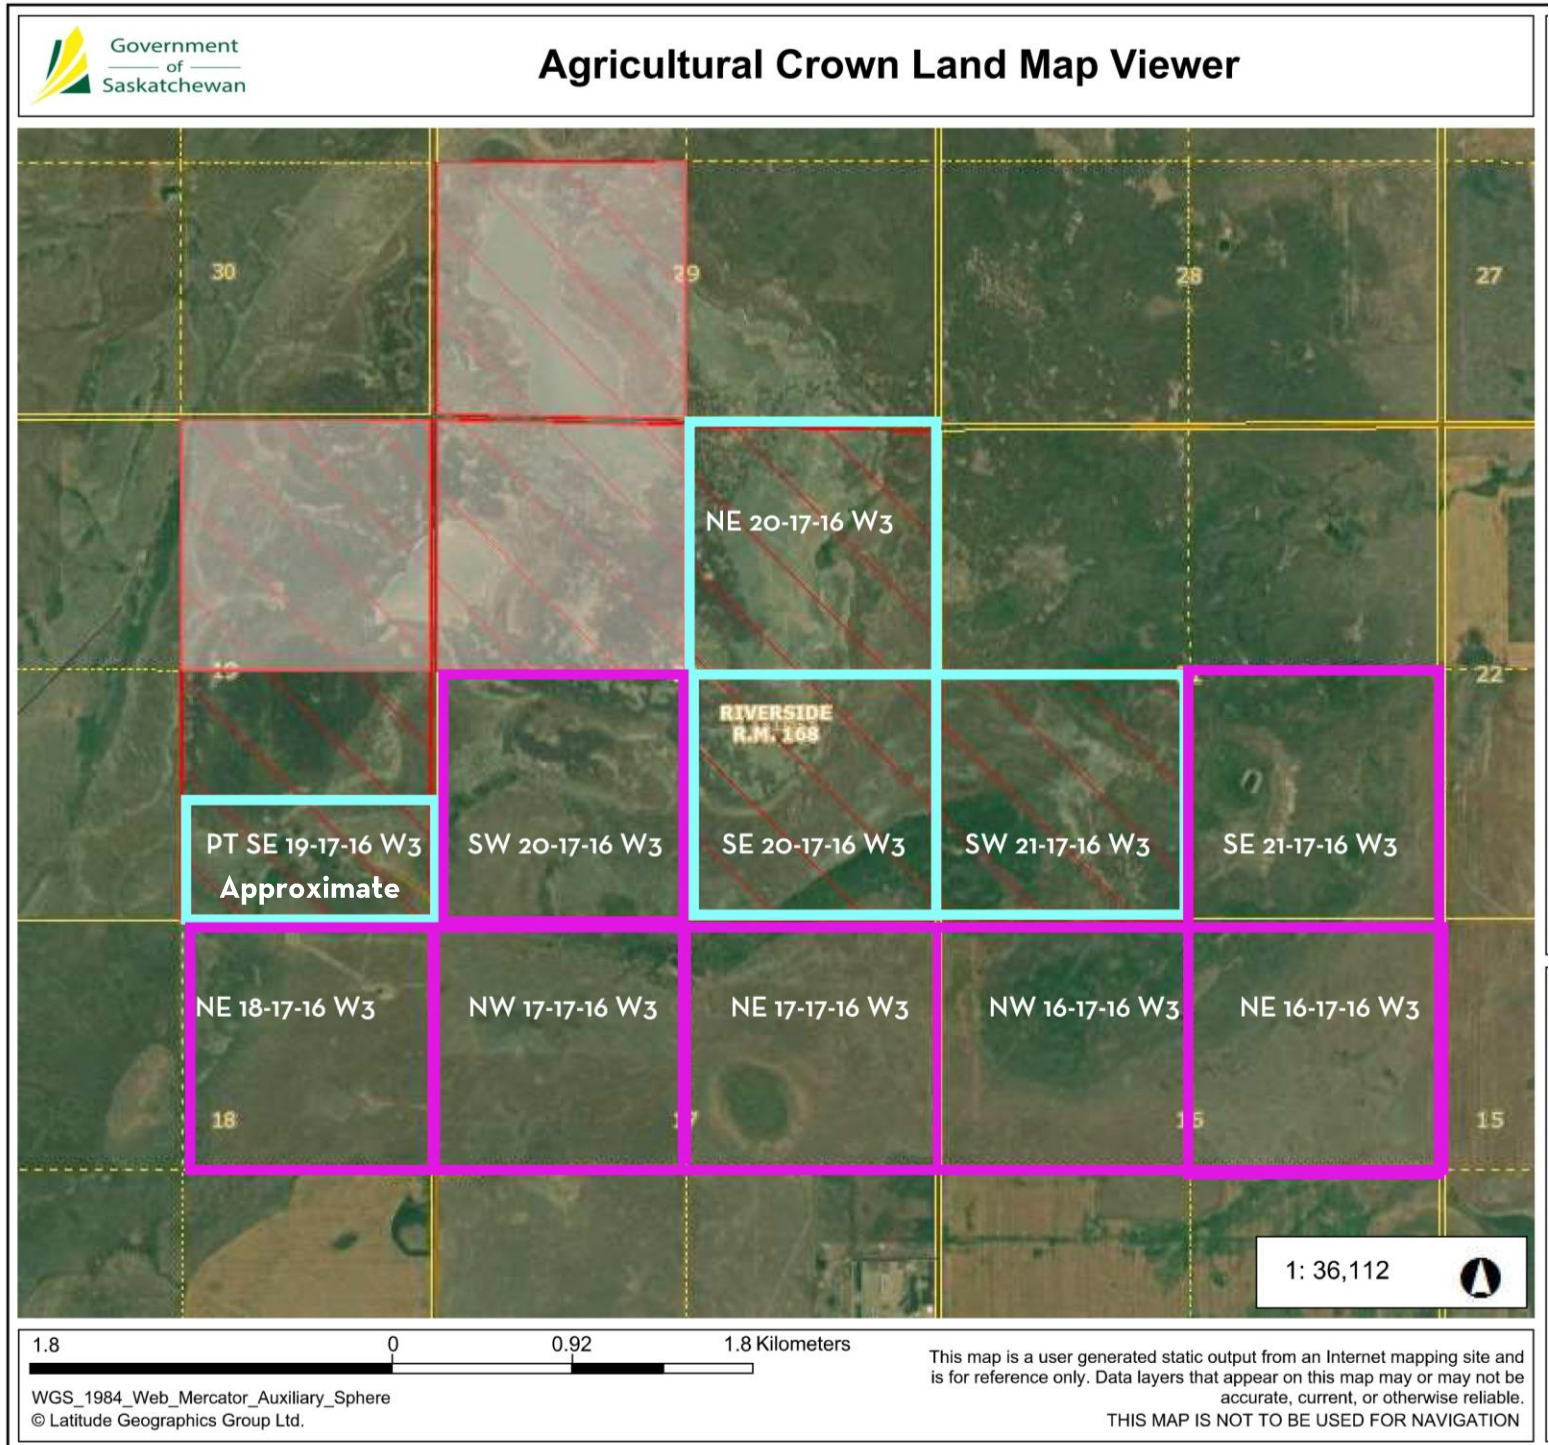 Government
of
Saskatchewan
Agricultural Crown Land Map Viewer
30
29
28
27
NE 20-17-16 W3
19
22
RIVERSIDE
R.M. 168
PT SE 19-17-16 W3
Approximate
SW 20-17-16 W3
SE 20-17-16 W3
SW 21-17-16 W3
SE 21-17-16 W3
NE 18-17-16 W3
NW 17-17-16 W3
NE 17-17-16 W3
NW 16-17-16 W3
NE 16-17-16 W3
18
17
16
15
1: 36,112
1.8 0 0.92 1.8 Kilometers
WGS_1984_Web_Mercator_Auxiliary_Sphere
© Latitude Geographics Group Ltd.
This map is a user generated static output from an Internet mapping site and
is for reference only. Data layers that appear on this map may or may not be
accurate, current, or otherwise reliable.
THIS MAP IS NOT TO BE USED FOR NAVIGATION